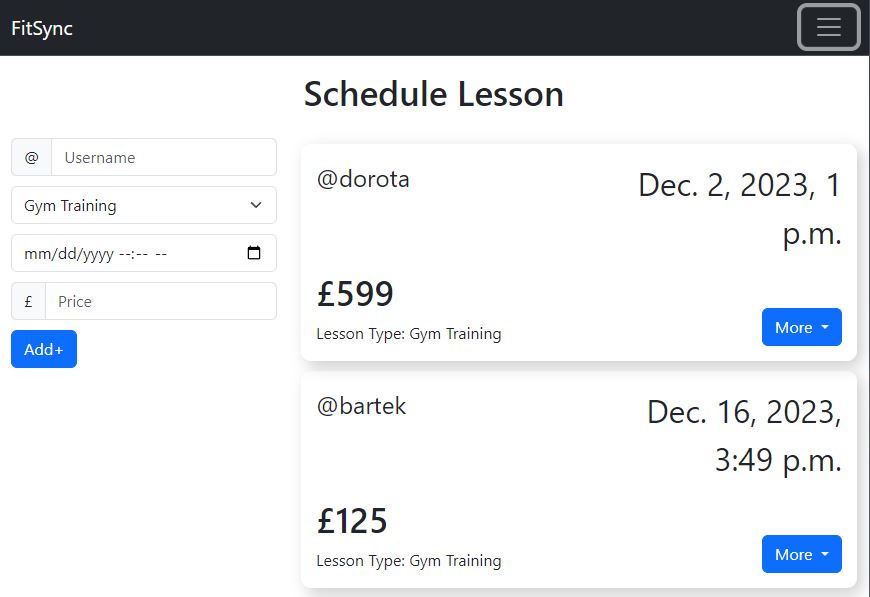 FitSync
Schedule Lesson
@ Username
Gym Training
mm/dd/yyyy --:-- --
£ Price
Add+
@dorota
Dec. 2, 2023, 1
p.m.
£599
Lesson Type: Gym Training
More
@bartek
Dec. 16, 2023,
3:49 p.m.
£125
Lesson Type: Gym Training
More